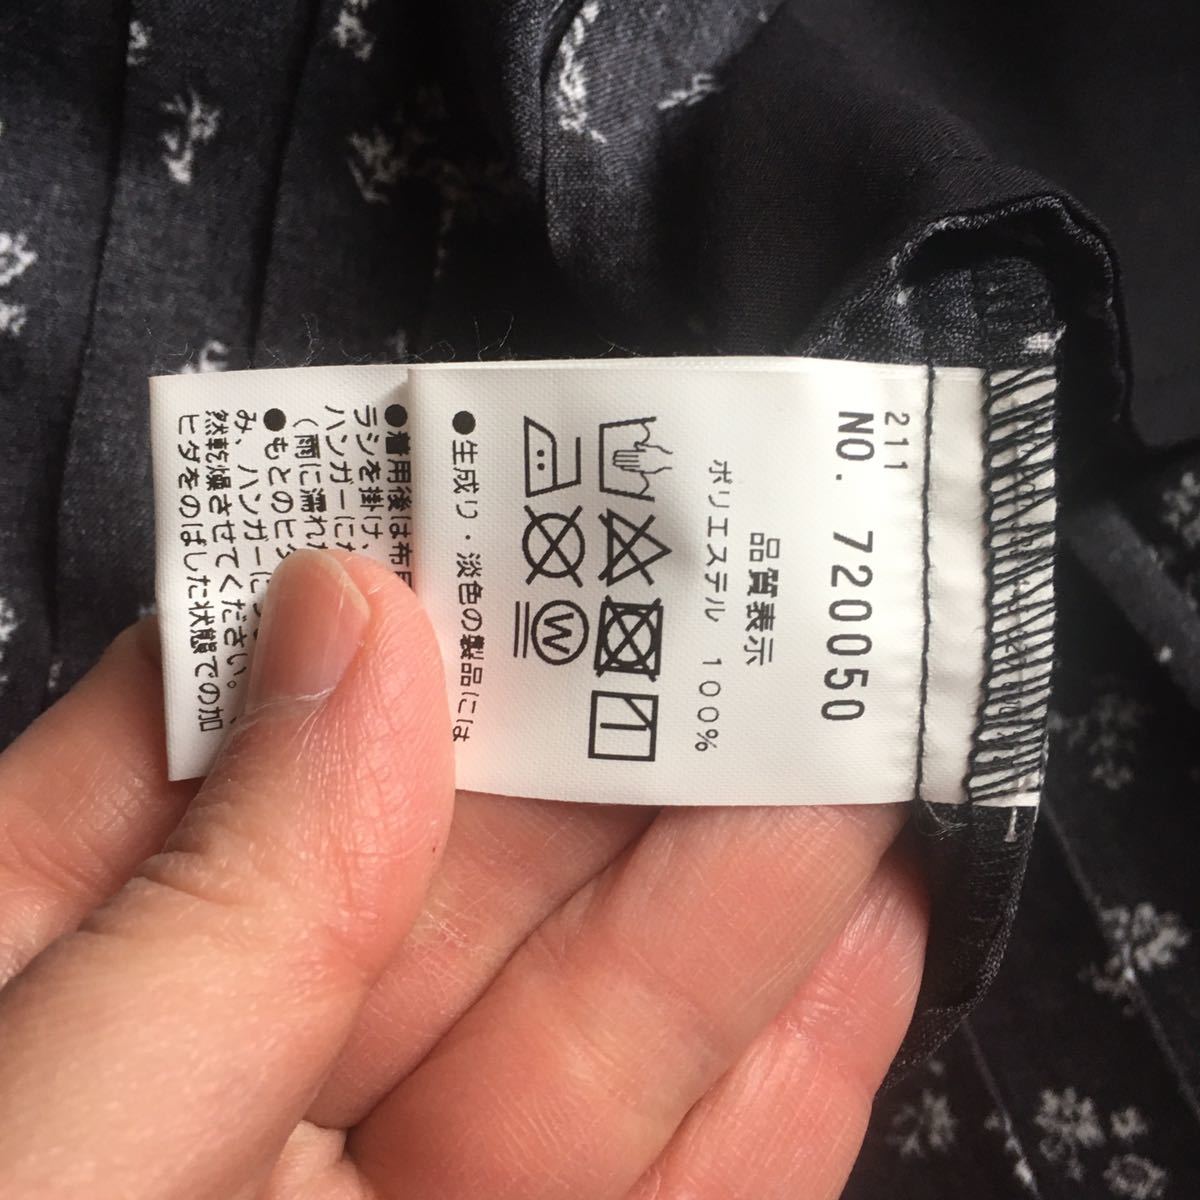 211
NO. 720050
品質表示
ポリエステル 100%
W
●生成り・淡色の製品には
●着用後は布
ラシを掛け、
ハンガーに
(雨に濡れ
●もとのヒダ
み、ハンガーに
然乾燥させてください。
ヒダをのばした状態での加